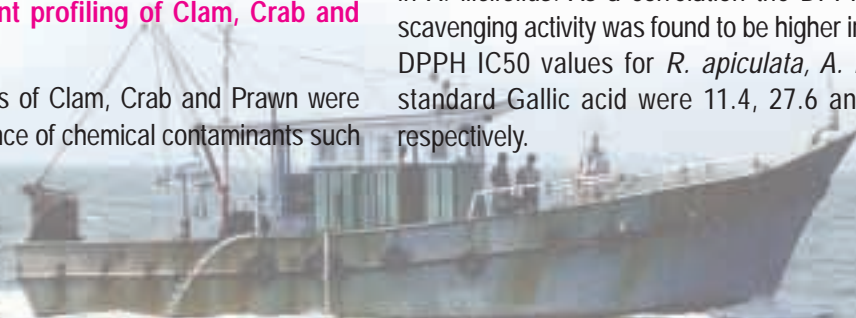 nt profiling of Clam, Crab and
s of Clam, Crab and Prawn were
nce of chemical contaminants such
scavenging activity was found to be higher in
DPPH IC50 values for R. apiculata, A.
standard Gallic acid were 11.4, 27.6 an
respectively.